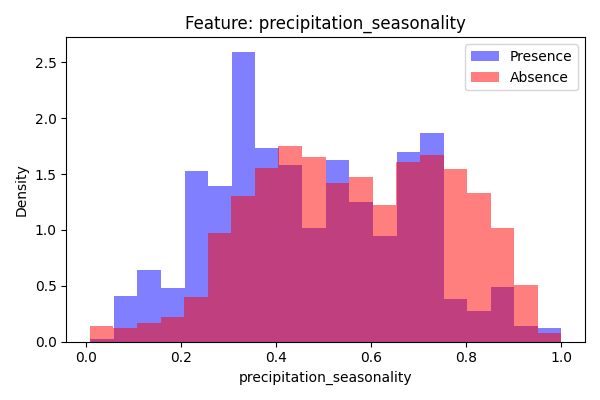 Feature: precipitation_seasonality
Presence
Absence
Density
2.5
2.0
1.5
1.0
0.5
0.0
0.0 0.2 0.4 0.6 0.8 1.0
precipitation_seasonality